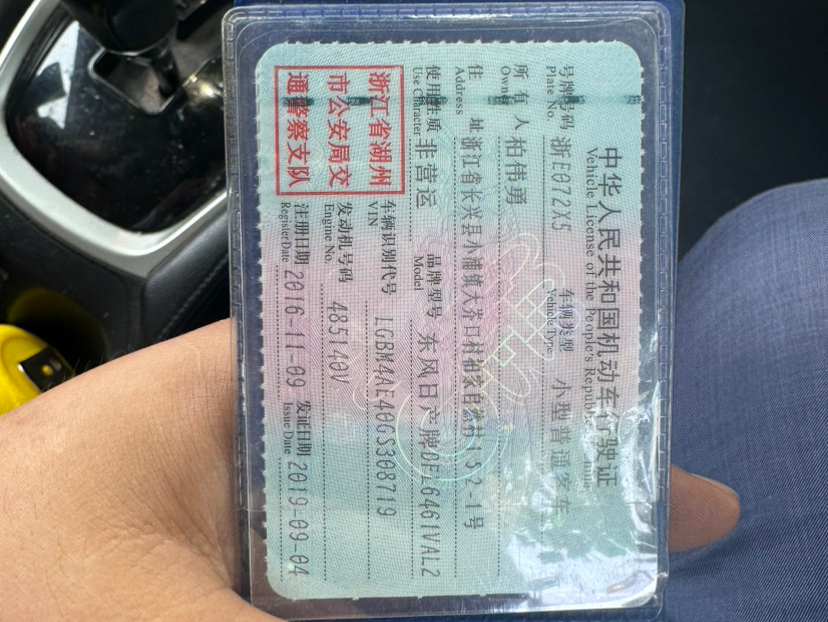 中华人民共和国机动车行驶证
Vehicle License of the People's Republic of China
号牌号码 浙E072X5 车辆类型 小型普通客车
Plate No. Vehicle Type
所有人 柏伟勇
Owner
住址 浙江省长兴县小浦镇大岕口村柏家自然村152-1号
Address
使用性质 非营运 品牌型号 东风日产牌DFL6461VAL2
Use Character Model
浙江省湖州
市公安局交
通警察支队
车辆识别代号 LGBM4AE40GS308719
VIN
发动机号码 485140V
Engine No.
注册日期 2016-11-09 发证日期 2019-09-04
Register Date Issue Date